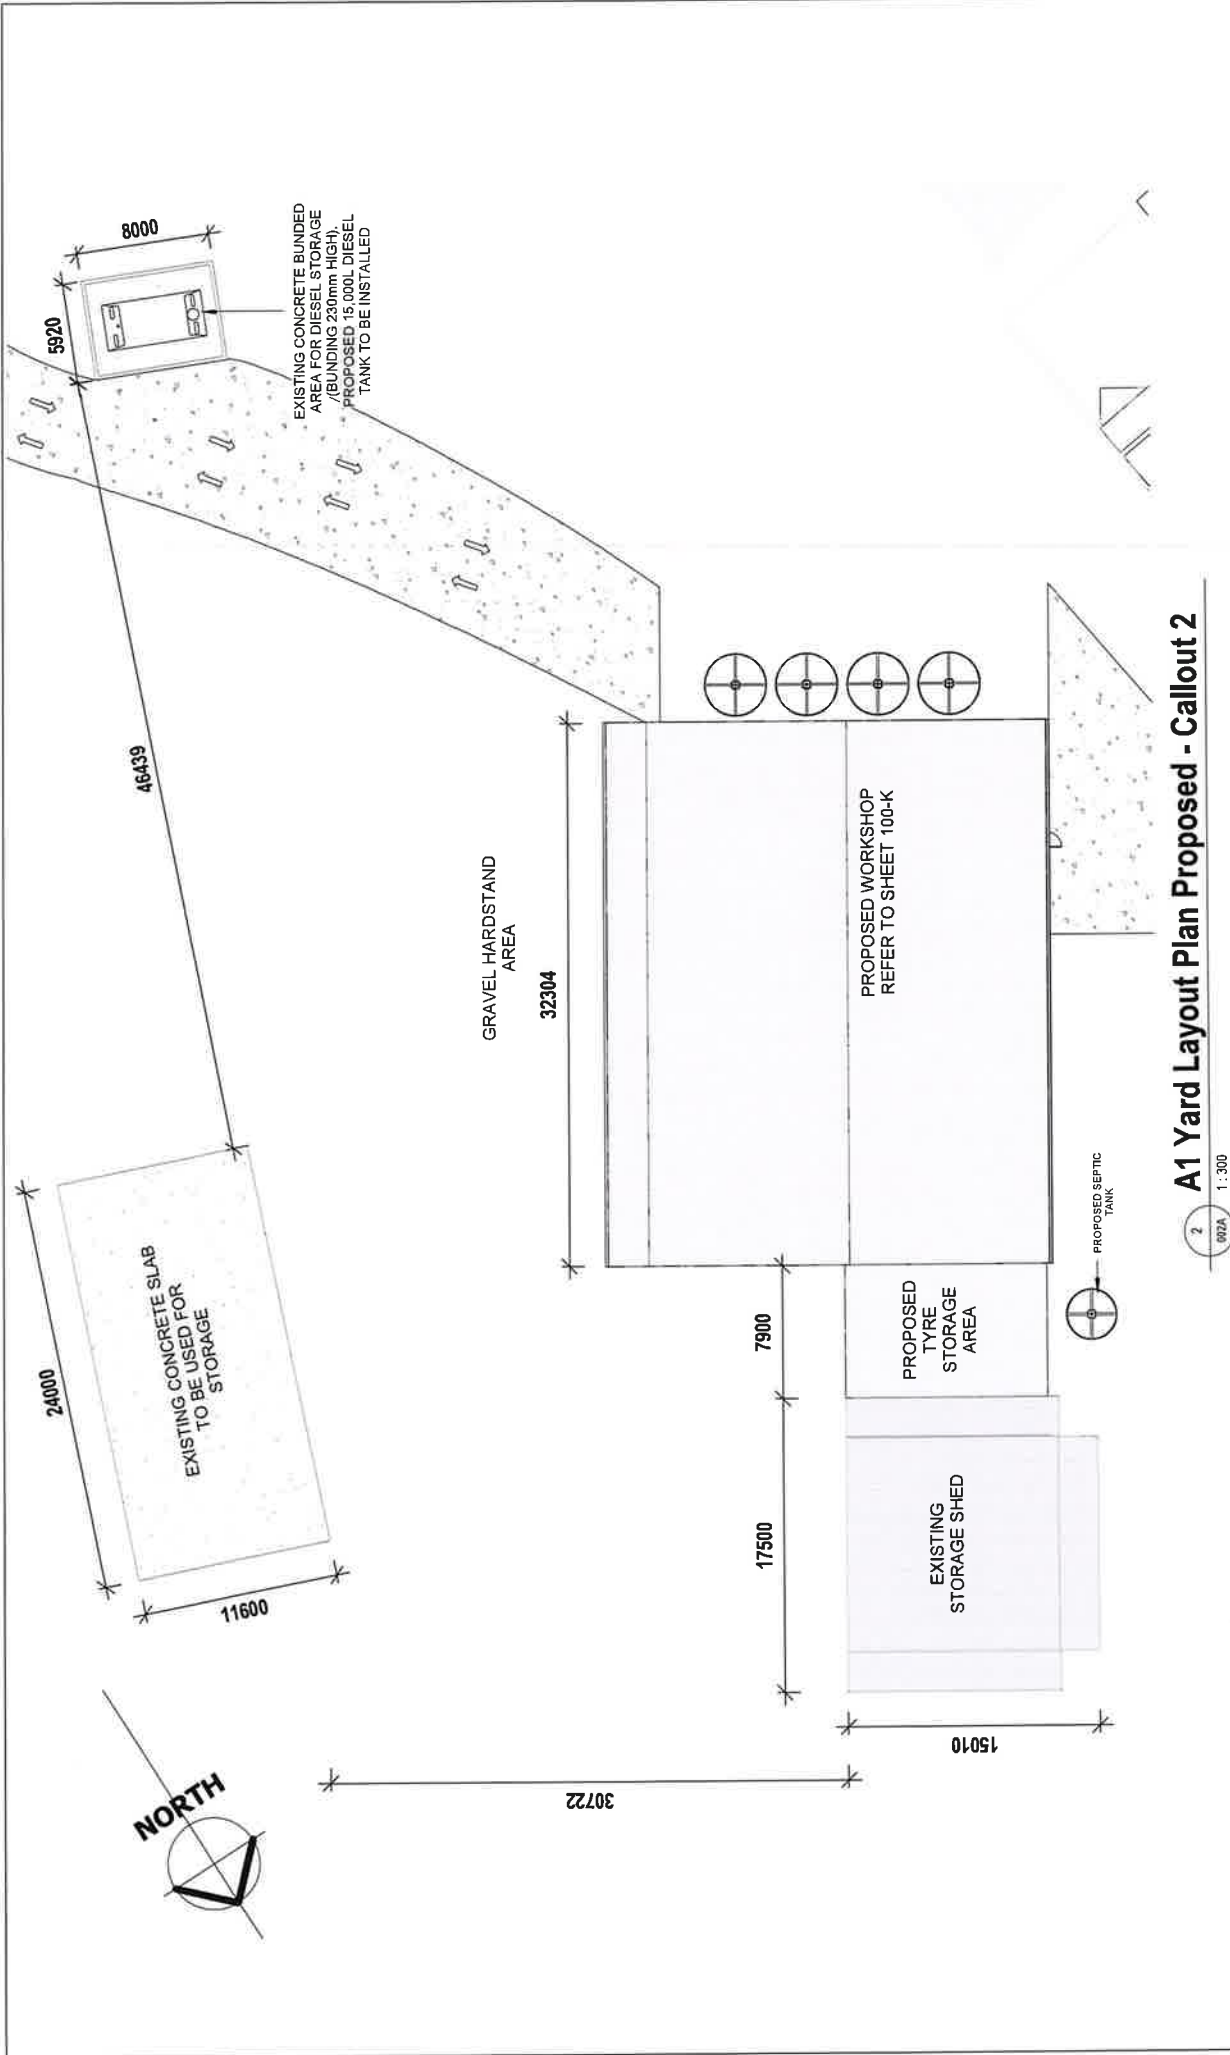 8000
5920
EXISTING CONCRETE BUNDED
AREA FOR DIESEL STORAGE
/(BUNDING 230mm HIGH).
PROPOSED 15,000L DIESEL
TANK TO BE INSTALLED
46439
24000
EXISTING CONCRETE SLAB
TO BE USED FOR
STORAGE
11600
NORTH
GRAVEL HARDSTAND
AREA
32304
PROPOSED WORKSHOP
REFER TO SHEET 100-K
7900
PROPOSED
TYRE
STORAGE
AREA
17500
EXISTING
STORAGE SHED
15010
30722
PROPOSED SEPTIC
TANK
2
002A
A1 Yard Layout Plan Proposed - Callout 2
1 : 300